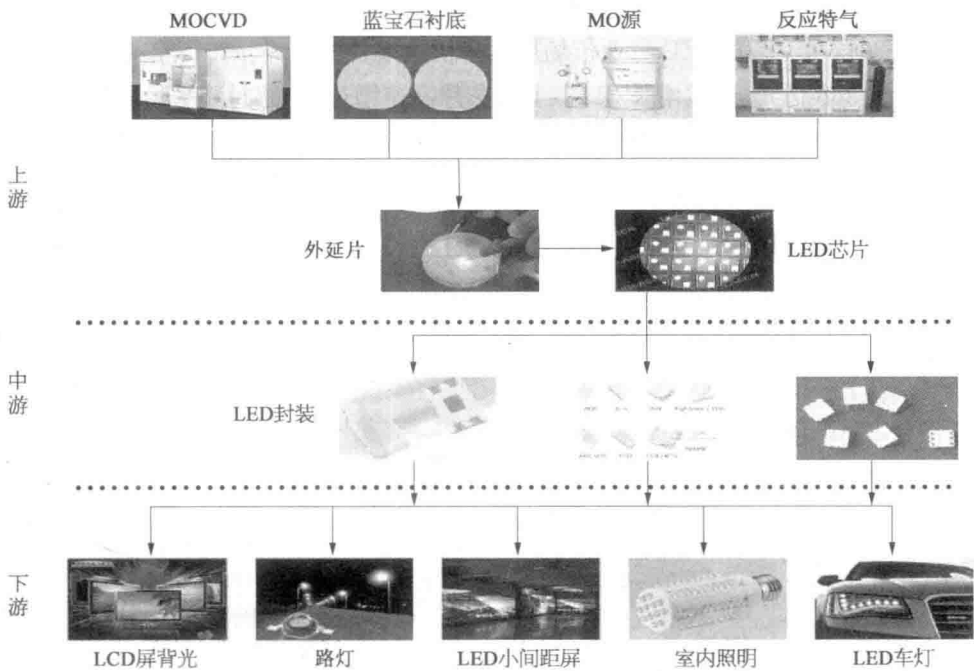 MOCVD
蓝宝石衬底
MO源
反应特气
上游
外延片
LED芯片
中游
LED封装
下游
LCD屏背光
路灯
LED小间距屏
室内照明
LED车灯